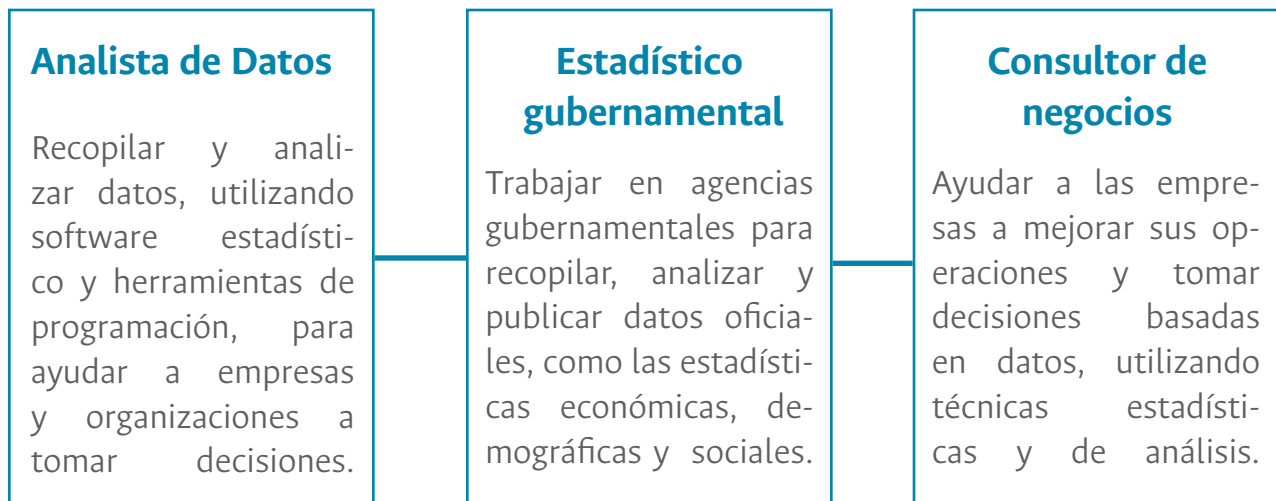 Analista de Datos
Recopilar y anali-
zar datos, utilizando
software estadísti-
co y herramientas de
programación, para
ayudar a empresas
y organizaciones a
tomar decisiones.
Estadístico
gubernamental
Trabajar en agencias
gubernamentales para
recopilar, analizar y
publicar datos oficia-
les, como las estadísti-
cas económicas, de-
mográficas y sociales.
Consultor de
negocios
Ayudar a las empre-
sas a mejorar sus op-
eraciones y tomar
decisiones basadas
en datos, utilizando
técnicas estadísti-
cas y de análisis.